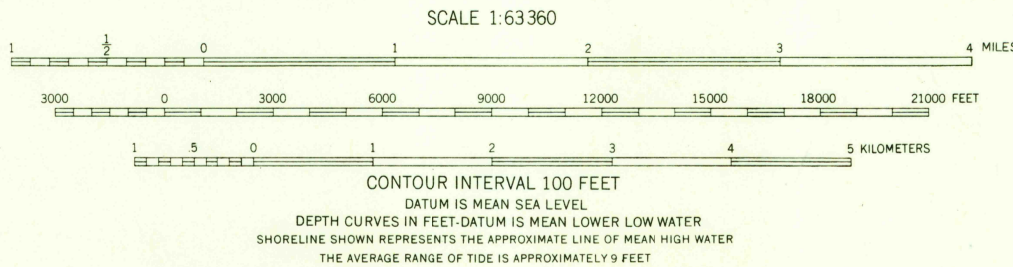 SCALE 1:63 360
1 1/2 0 1 2 3 4 MILES
3000 0 3000 6000 9000 12000 15000 18000 21000 FEET
1 .5 0 1 2 3 4 5 KILOMETERS
CONTOUR INTERVAL 100 FEET
DATUM IS MEAN SEA LEVEL
DEPTH CURVES IN FEET-DATUM IS MEAN LOWER LOW WATER
SHORELINE SHOWN REPRESENTS THE APPROXIMATE LINE OF MEAN HIGH WATER
THE AVERAGE RANGE OF TIDE IS APPROXIMATELY 9 FEET